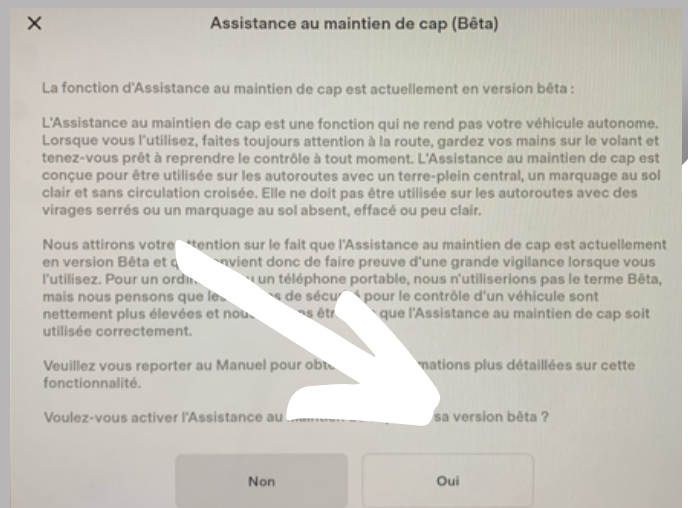 Assistance au maintien de cap (Bêta)
La fonction d'Assistance au maintien de cap est actuellement en version bêta :
L'Assistance au maintien de cap est une fonction qui ne rend pas votre véhicule autonome.
Lorsque vous l'utilisez, faites toujours attention à la route, gardez vos mains sur le volant et
tenez-vous prêt à reprendre le contrôle à tout moment. L'Assistance au maintien de cap est
conçue pour être utilisée sur les autoroutes avec un terre-plein central, un marquage au sol
clair et sans circulation croisée. Elle ne doit pas être utilisée sur les autoroutes avec des
virages serrés ou un marquage au sol absent, effacé ou peu clair.
Nous attirons votre sur le fait que l'Assistance au maintien de cap est actuellement
en version Bêta et donc de faire preuve d'une grande vigilance lorsque vous
l'utilisez. Pour un un téléphone portable, nous n'utiliserions pas le terme Bêta,
mais nous pensons que de pour le contrôle d'un véhicule sont
nettement plus élevées et que l'Assistance au maintien de cap soit
utilisée correctement.
Veuillez vous reporter au Manuel pour plus détaillées sur cette
fonctionnalité.
Voulez-vous activer l'Assistance au sa version bêta ?
Non
Oui